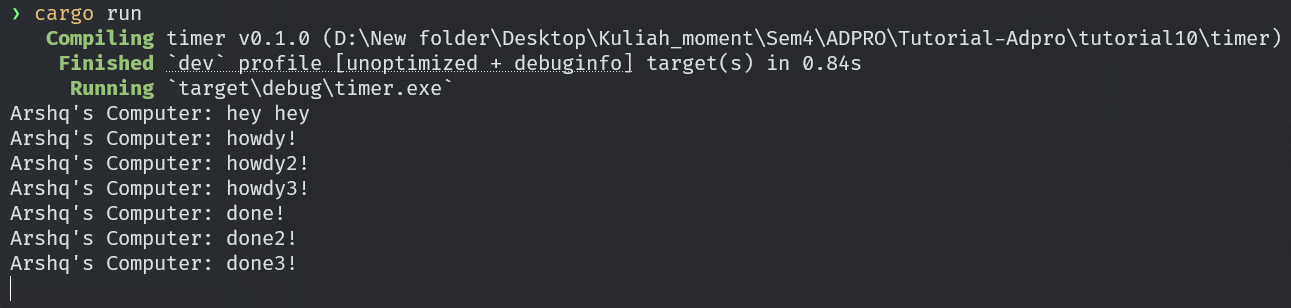 ❯ cargo run
Compiling timer v0.1.0 (D:\New folder\Desktop\Kuliah_moment\Sem4\ADPRO\Tutorial-Adpro\tutorial10\timer)
Finished `dev` profile [unoptimized + debuginfo] target(s) in 0.84s
Running `target\debug\timer.exe`
Arshq's Computer: hey hey
Arshq's Computer: howdy!
Arshq's Computer: howdy2!
Arshq's Computer: howdy3!
Arshq's Computer: done!
Arshq's Computer: done2!
Arshq's Computer: done3!